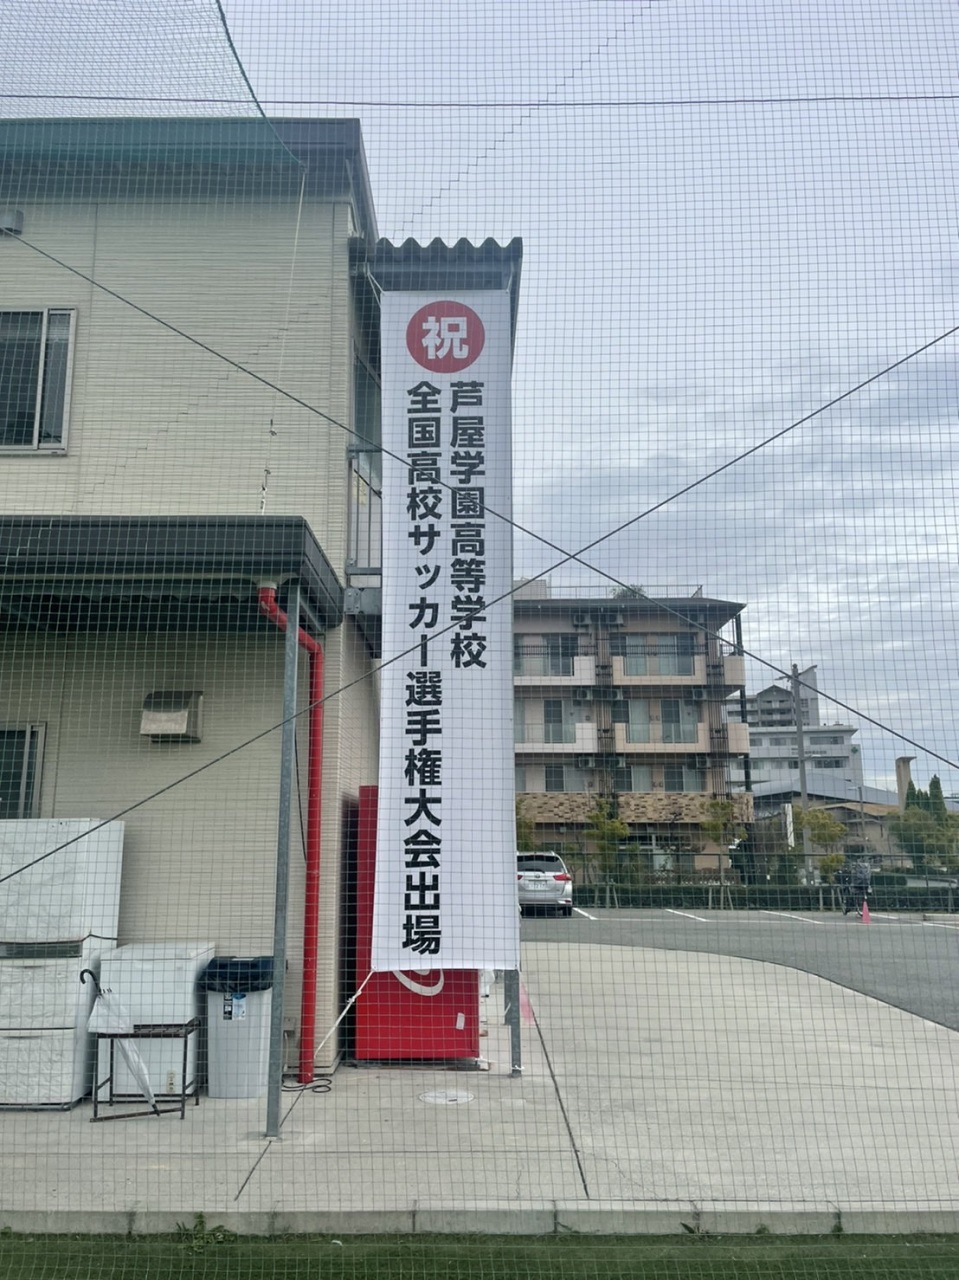 祝
芦屋学園高等学校
全国高校サッカー選手権大会出場